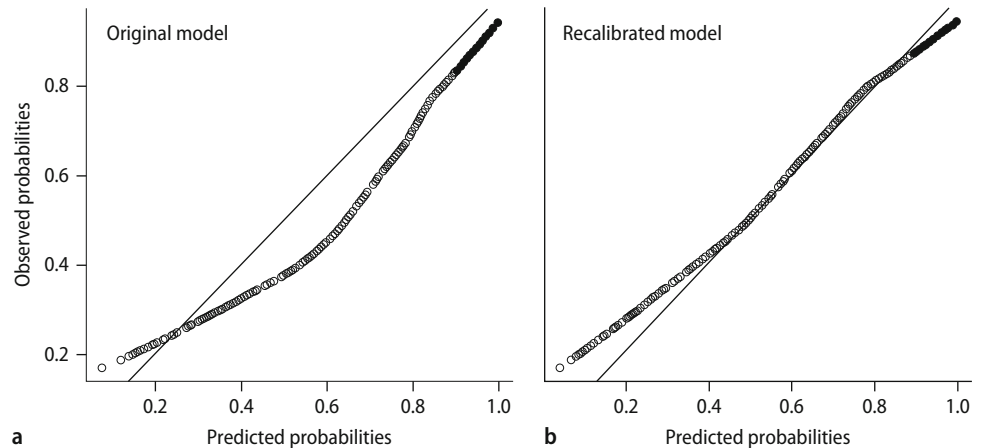 Original model
Recalibrated model
Observed probabilities
0.8
0.6
0.4
0.2
0.2 0.4 0.6 0.8 1.0
0.2 0.4 0.6 0.8 1.0
a Predicted probabilities
b Predicted probabilities